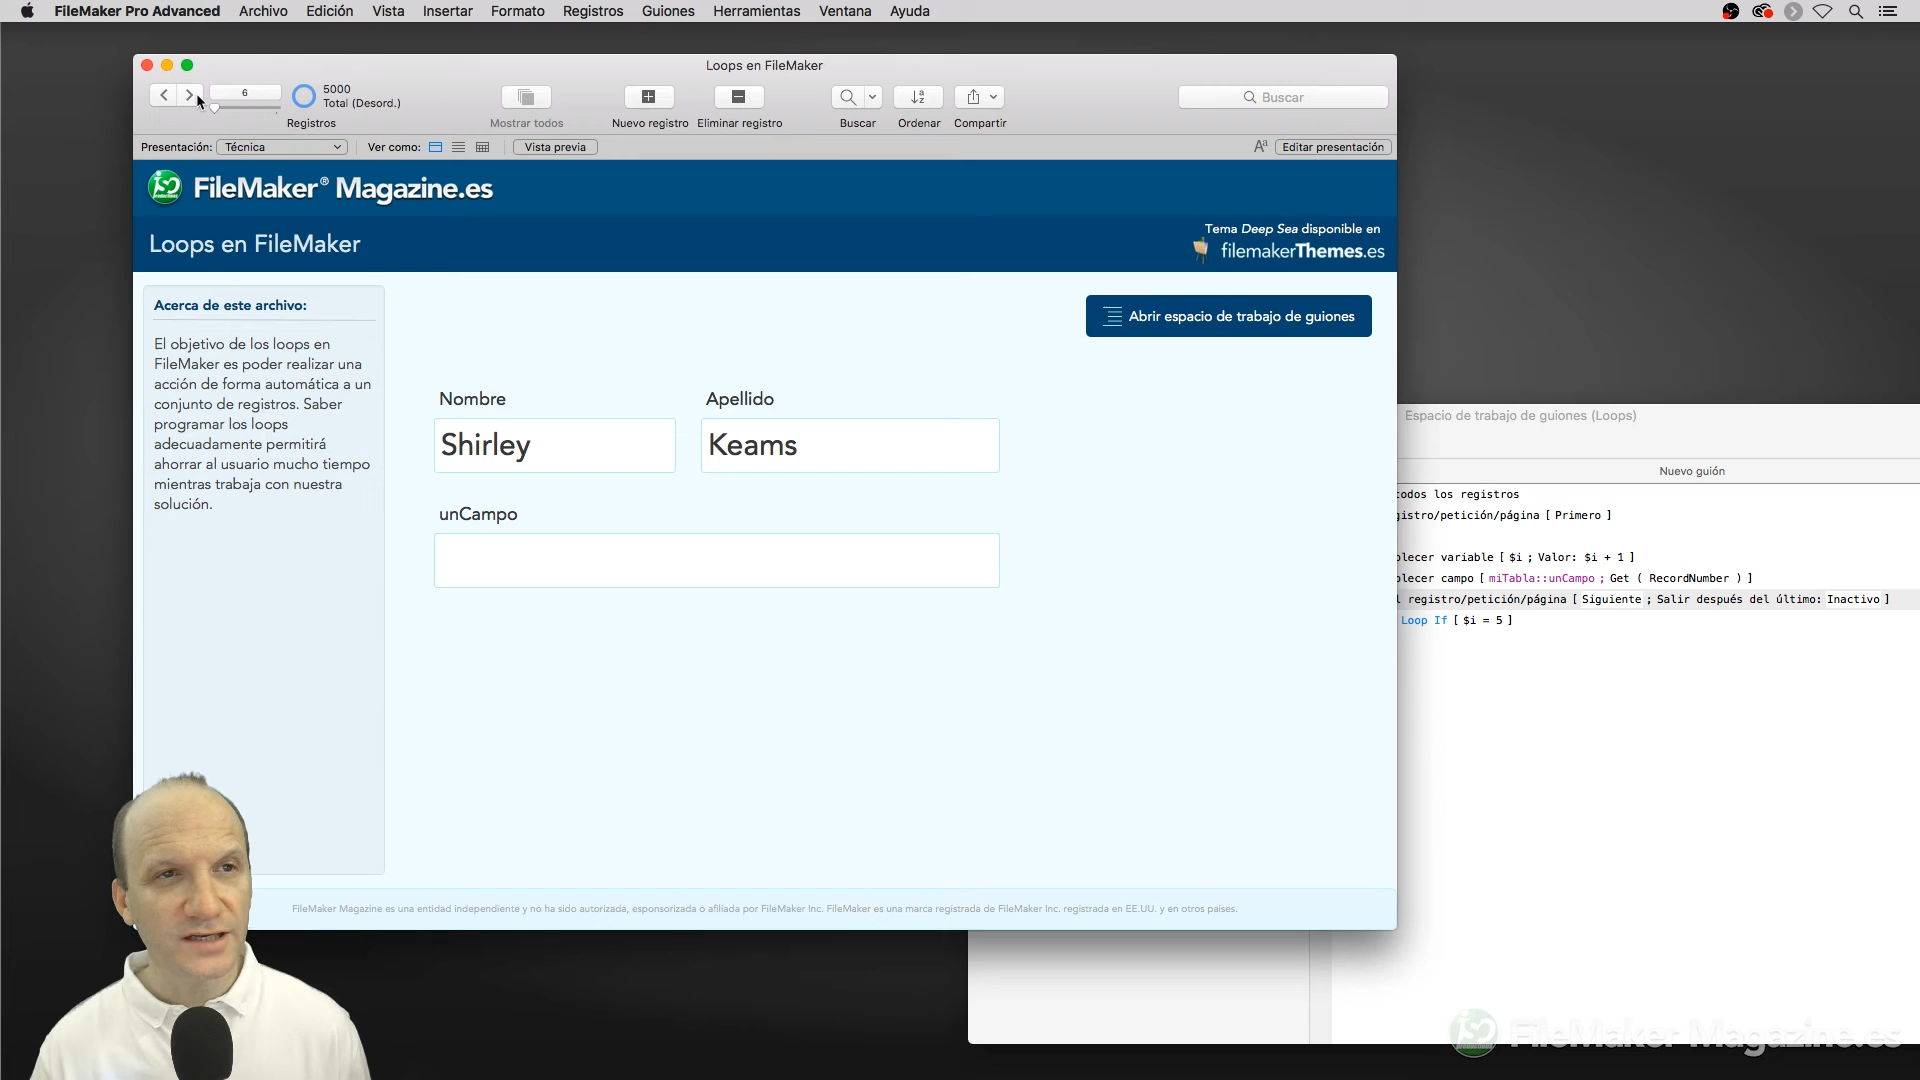 FileMaker Pro Advanced Archivo Edición Vista Insertar Formato Registros Guiones Herramientas Ventana Ayuda
Loops en FileMaker
6
5000
Total (Desord.)
Registros
Mostrar todos
Nuevo registro
Eliminar registro
Buscar
Ordenar
Compartir
Buscar
Presentación: Técnica Ver como: Vista previa Aª Editar presentación
iso
FileMaker® Magazine.es
Loops en FileMaker
Tema Deep Sea disponible en
filemakerThemes.es
Acerca de este archivo:
El objetivo de los loops en
FileMaker es poder realizar una
acción de forma automática a un
conjunto de registros. Saber
programar los loops
adecuadamente permitirá
ahorrar al usuario mucho tiempo
mientras trabaja con nuestra
solución.
Abrir espacio de trabajo de guiones
Nombre
Apellido
Shirley
Keams
unCampo
FileMaker Magazine es una entidad independiente y no ha sido autorizada, esponsorizada o afiliada por FileMaker Inc. FileMaker es una marca registrada de FileMaker Inc. registrada en EE.UU. y en otros países.
Espacio de trabajo de guiones (Loops)
Nuevo guión
todos los registros
gistro/petición/página [ Primero ]
blecer variable [ $i ; Valor: $i + 1 ]
blecer campo [ miTabla::unCampo ; Get ( RecordNumber ) ]
l registro/petición/página [ Siguiente ; Salir después del último: Inactivo ]
Loop If [ $i = 5 ]
iso
FileMaker Magazine.es